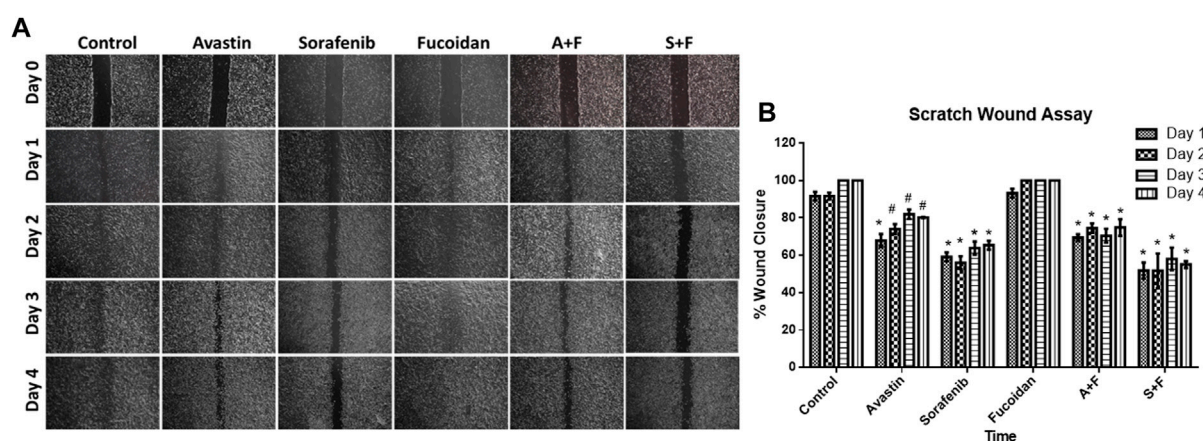 A
Control Avastin Sorafenib Fucoidan A+F S+F
Day 0
Day 1
Day 2
Day 3
Day 4
B
Scratch Wound Assay
Day 1
Day 2
Day 3
Day 4
% Wound Closure
120
100
80
60
40
20
0
* # # #
* * * *
* * * *
* * * *
Control Avastin Sorafenib Fucoidan A+F S+F
Time